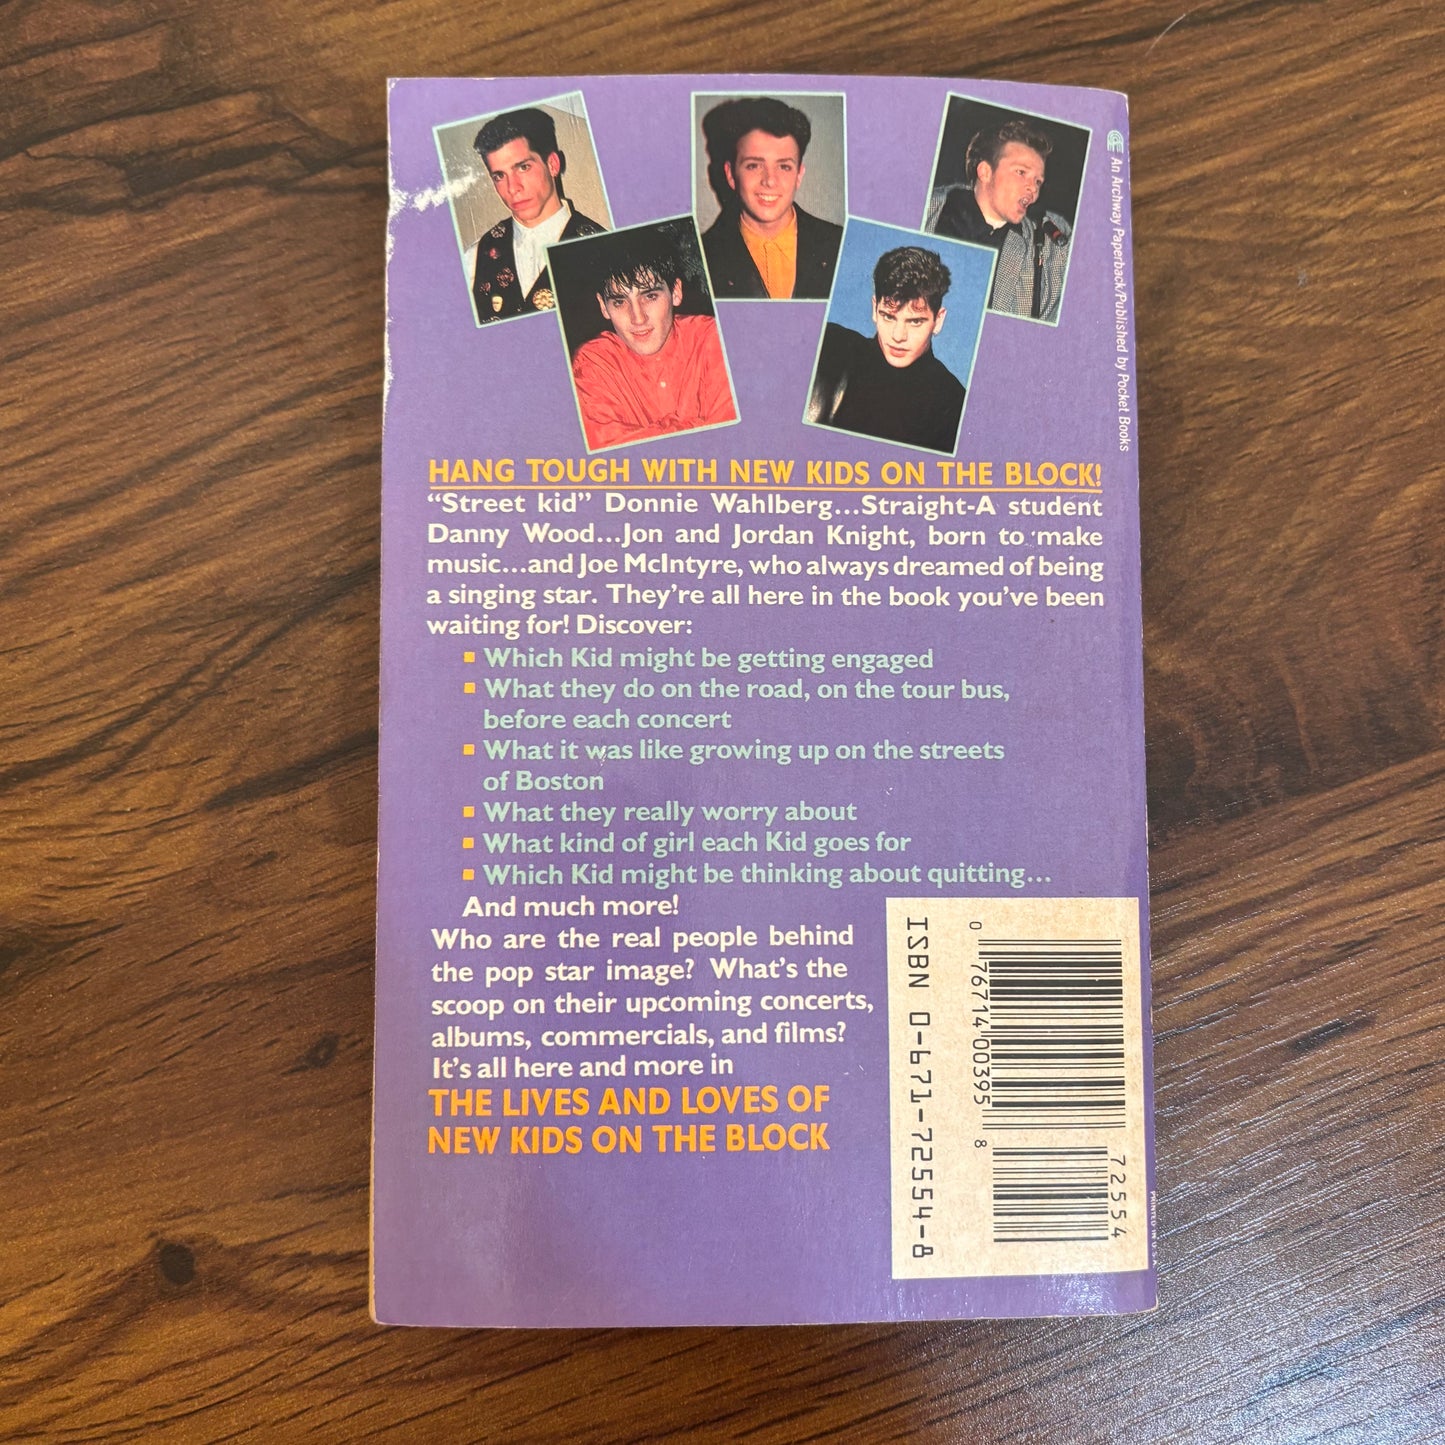 An Archway Paperback/Published by Pocket Books
HANG TOUGH WITH NEW KIDS ON THE BLOCK!
“Street kid” Donnie Wahlberg...Straight-A student
Danny Wood...Jon and Jordan Knight, born to make
music...and Joe McIntyre, who always dreamed of being
a singing star. They're all here in the book you've been
waiting for! Discover:
▪ Which Kid might be getting engaged
▪ What they do on the road, on the tour bus,
before each concert
▪ What it was like growing up on the streets
of Boston
▪ What they really worry about
▪ What kind of girl each Kid goes for
▪ Which Kid might be thinking about quitting...
And much more!
Who are the real people behind
the pop star image? What's the
scoop on their upcoming concerts,
albums, commercials, and films?
It's all here and more in
THE LIVES AND LOVES OF
NEW KIDS ON THE BLOCK
ISBN 0-671-72554-8
0 76714 00395 8
72554
PRINTED IN U.S.A.